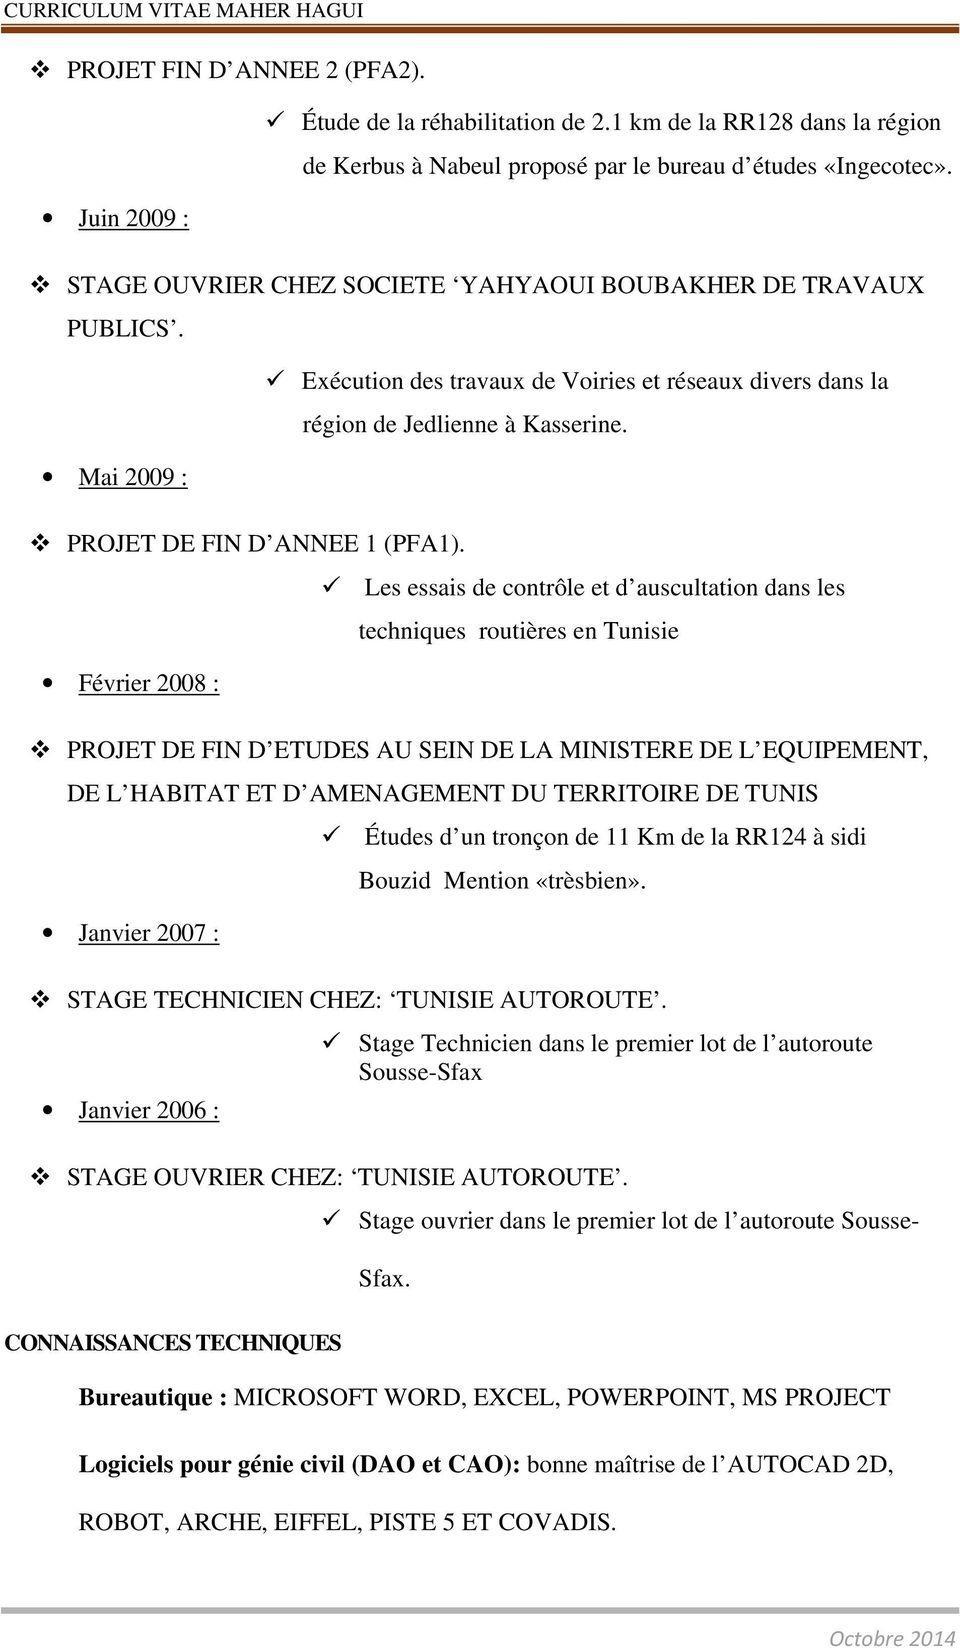 CURRICULUM VITAE MAHER HAGUI
❖ PROJET FIN D’ANNEE 2 (PFA2).
✓ Étude de la réhabilitation de 2.1 km de la RR128 dans la région
de Kerbus à Nabeul proposé par le bureau d’études «Ingecotec».
• Juin 2009 :
❖ STAGE OUVRIER CHEZ SOCIETE ‘YAHYAOUI BOUBAKHER DE TRAVAUX
PUBLICS’.
✓ Exécution des travaux de Voiries et réseaux divers dans la
région de Jedlienne à Kasserine.
• Mai 2009 :
❖ PROJET DE FIN D’ANNEE 1 (PFA1).
✓ Les essais de contrôle et d’auscultation dans les
techniques routières en Tunisie
• Février 2008 :
❖ PROJET DE FIN D’ETUDES AU SEIN DE LA MINISTERE DE L’EQUIPEMENT,
DE L’HABITAT ET D’AMENAGEMENT DU TERRITOIRE DE TUNIS
✓ Études d’un tronçon de 11 Km de la RR124 à sidi
Bouzid Mention «trèsbien».
• Janvier 2007 :
❖ STAGE TECHNICIEN CHEZ: ‘TUNISIE AUTOROUTE’.
✓ Stage Technicien dans le premier lot de l’autoroute
Sousse-Sfax
• Janvier 2006 :
❖ STAGE OUVRIER CHEZ: ‘TUNISIE AUTOROUTE’.
✓ Stage ouvrier dans le premier lot de l’autoroute Sousse-
Sfax.
CONNAISSANCES TECHNIQUES
Bureautique : MICROSOFT WORD, EXCEL, POWERPOINT, MS PROJECT
Logiciels pour génie civil (DAO et CAO): bonne maîtrise de l’AUTOCAD 2D,
ROBOT, ARCHE, EIFFEL, PISTE 5 ET COVADIS.
Octobre 2014